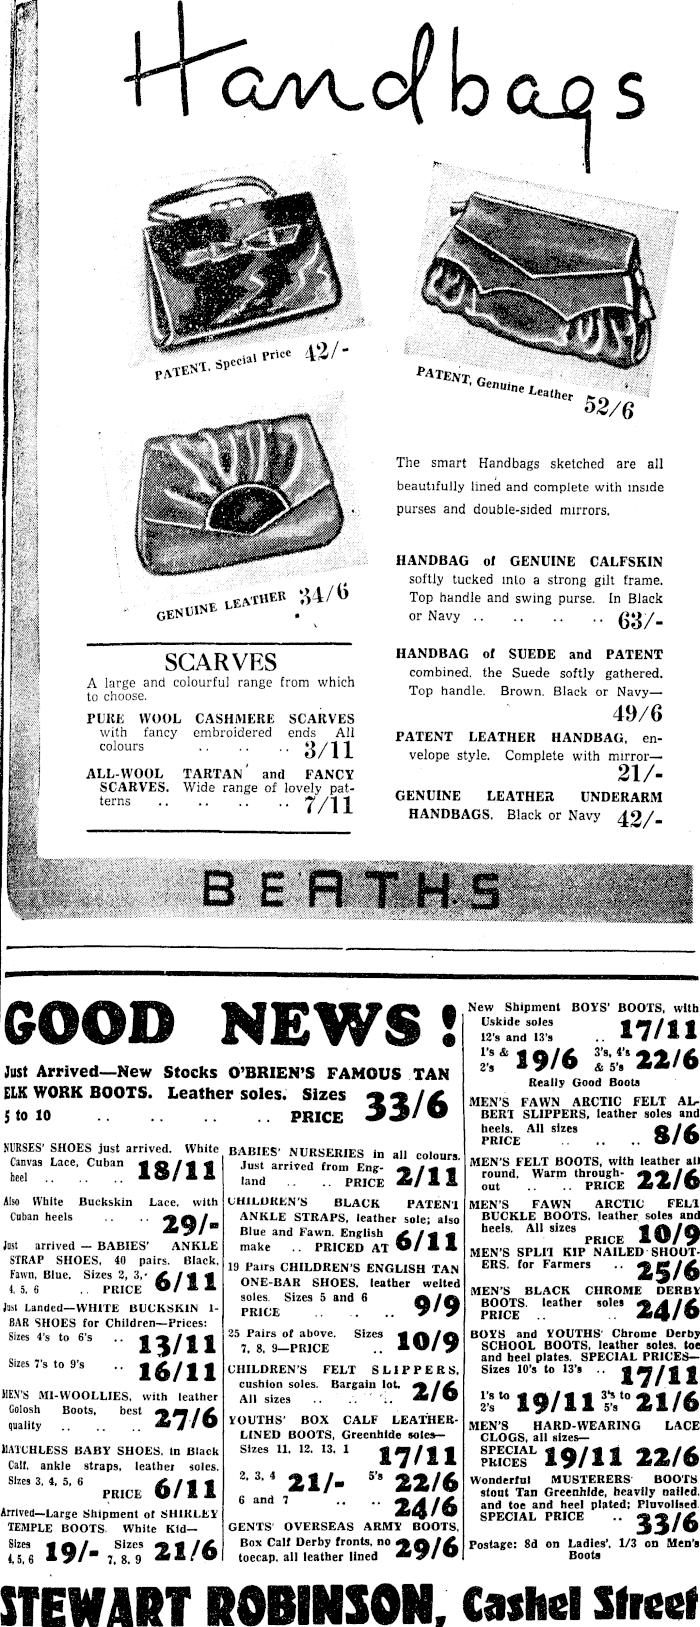 Handbags
PATENT, Special Price 42/-
PATENT, Genuine Leather 52/6
GENUINE LEATHER 34/6
The smart Handbags sketched are all
beautifully lined and complete with inside
purses and double-sided mirrors.
HANDBAG of GENUINE CALFSKIN
softly tucked into a strong gilt frame.
Top handle and swing purse. In Black
or Navy .. .. .. .. 63/-
HANDBAG of SUEDE and PATENT
combined, the Suede softly gathered.
Top handle. Brown, Black or Navy—
49/6
PATENT LEATHER HANDBAG, en-
velope style. Complete with mirror—
21/-
GENUINE LEATHER UNDERARM
HANDBAGS. Black or Navy 42/-
SCARVES
A large and colourful range from which
to choose.
PURE WOOL CASHMERE SCARVES
with fancy embroidered ends All
colours .. .. .. 3/11
ALL-WOOL TARTAN and FANCY
SCARVES. Wide range of lovely pat-
terns .. .. .. .. 7/11
BEATHS
GOOD NEWS!
Just Arrived—New Stocks O'BRIEN'S FAMOUS TAN
ELK WORK BOOTS. Leather soles. Sizes
5 to 10 .. .. .. .. PRICE 33/6
NURSES' SHOES just arrived. White
Canvas Lace, Cuban
heel .. .. .. 18/11
Also White Buckskin Lace, with
Cuban heels .. .. 29/-
Just arrived — BABIES' ANKLE
STRAP SHOES, 40 pairs. Black,
Fawn, Blue. Sizes 2, 3,
4, 5, 6 .. PRICE 6/11
Just Landed—WHITE BUCKSKIN 1-
BAR SHOES for Children—Prices:
Sizes 4's to 6's .. 13/11
Sizes 7's to 9's .. 16/11
MEN'S MI-WOOLLIES, with leather
Golosh Boots, best
quality .. .. .. 27/6
MATCHLESS BABY SHOES, in Black
Calf, ankle straps, leather soles.
Sizes 3, 4, 5, 6
PRICE 6/11
Arrived—Large Shipment of SHIRLEY
TEMPLE BOOTS. White Kid—
Sizes 4, 5, 6 19/- Sizes 7, 8, 9 21/6
BABIES' NURSERIES in all colours.
Just arrived from Eng-
land .. .. PRICE 2/11
CHILDREN'S BLACK PATENT
ANKLE STRAPS, leather sole; also
Blue and Fawn. English
make .. PRICED AT 6/11
19 Pairs CHILDREN'S ENGLISH TAN
ONE-BAR SHOES, leather welted
soles. Sizes 5 and 6
PRICE .. .. .. 9/9
25 Pairs of above. Sizes
7, 8, 9—PRICE .. 10/9
CHILDREN'S FELT SLIPPERS,
cushion soles. Bargain lot.
All sizes .. .. .. 2/6
YOUTHS' BOX CALF LEATHER-
LINED BOOTS, Greenhide soles—
Sizes 11, 12, 13, 1 17/11
2, 3, 4 21/- 5's 22/6
6 and 7 .. .. 24/6
GENTS' OVERSEAS ARMY BOOTS,
Box Calf Derby fronts, no
toecap, all leather lined 29/6
New Shipment BOYS' BOOTS, with
Uskide soles
12's and 13's .. 17/11
1's & 2's 19/6 3's, 4's & 5's 22/6
Really Good Boots
MEN'S FAWN ARCTIC FELT AL-
BERT SLIPPERS, leather soles and
heels. All sizes
PRICE .. .. .. 8/6
MEN'S FELT BOOTS, with leather all
round. Warm through-
out .. .. PRICE 22/6
MEN'S FAWN ARCTIC FELT
BUCKLE BOOTS, leather soles and
heels. All sizes
PRICE 10/9
MEN'S SPLIT KIP NAILED SHOOT-
ERS, for Farmers .. 25/6
MEN'S BLACK CHROME DERBY
BOOTS, leather soles
PRICE .. .. .. 24/6
BOYS and YOUTHS' Chrome Derby
SCHOOL BOOTS, leather soles, toe
and heel plates. SPECIAL PRICES—
Sizes 10's to 13's .. 17/11
1's to 2's 19/11 3's to 5's 21/6
MEN'S HARD-WEARING LACE
CLOGS, all sizes—
SPECIAL PRICES 19/11 22/6
Wonderful MUSTERERS' BOOTS
stout Tan Greenhide, heavily nailed,
and toe and heel plated; Pluvolised.
SPECIAL PRICE .. 33/6
Postage: 8d on Ladies', 1/3 on Men's
Boots
STEWART ROBINSON, Cashel Street